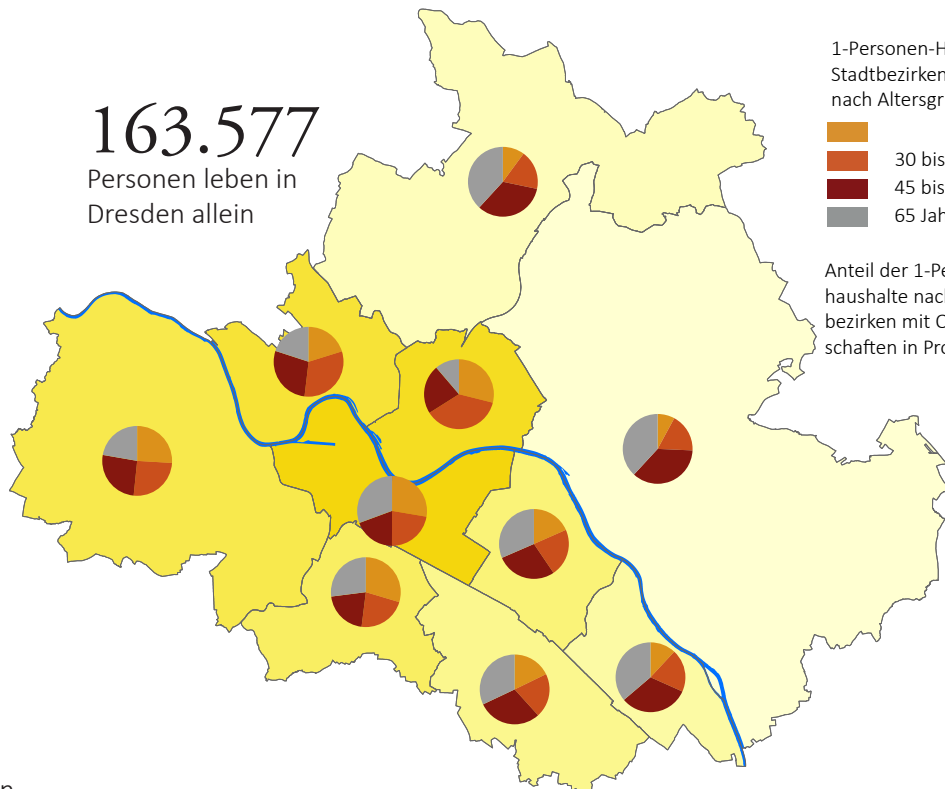 163.577
Personen leben in
Dresden allein
1-Personen-H
Stadtbezirken
nach Altersgr
30 bis
45 bis
65 Jah
Anteil der 1-Pe
haushalte nach
bezirken mit O
schaften in Pro
n